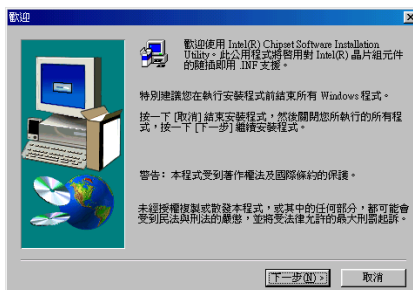 歡迎
歡迎使用 Intel(R) Chipset Software Installation
Utility。此公用程式將啓用對 Intel(R) 晶片組元件
的隨插即用 .INF 支援。
特別建議您在執行安裝程式前結束所有 Windows 程式。
按一下 [取消] 結束安裝程式，然後關閉您所執行的所有程
式，按一下 [下一步] 繼續安裝程式。
警告：本程式受到著作權法及國際條約的保護。
未經授權複製或散發本程式，或其中的任何部分，都可能會
受到民法與刑法的嚴懲，並將受法律允許的最大刑罰起訴。
下一步(N) >
取消